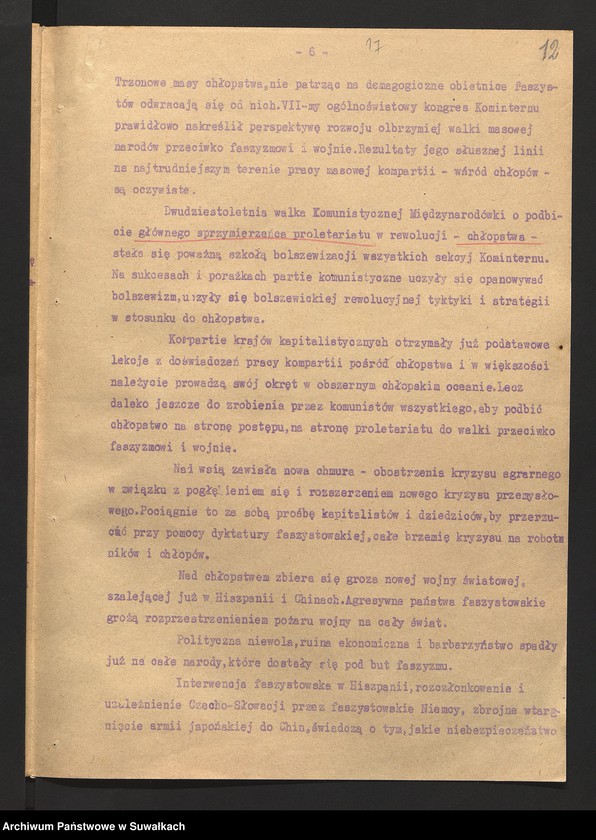 - 6 -
17
12
Trzonowe masy chłopstwa,nie patrząc na demagogiczne obietnice faszys-
tów odwracają się od nich.VII-my ogólnoświatowy kongres Kominternu
prawidłowo nakreślił perspektywę rozwoju olbrzymiej walki masowej
narodów przeciwko faszyzmowi i wojnie.Rezultaty jego słusznej linii
na najtrudniejszym terenie pracy masowej kompartii - wśród chłopów -
są oczywiste.
Dwudziestoletnia walka Komunistycznej Międzynarodówki o podbi-
cie głównego sprzymierzeńca proletariatu w rewolucji - chłopstwa -
stała się poważną szkołą bolszewizacji wszystkich sekcyj Kominternu.
Na sukcesach i porażkach partie komunistyczne uczyły się opanowywać
bolszewizm,uczyły się bolszewickiej rewolucyjnej tyktyki i strategii
w stosunku do chłopstwa.
Kompartie krajów kapitalistycznych otrzymały już podstawowe
lekcje z doświadczeń pracy kompartii pośród chłopstwa i w większości
należycie prowadzą swój okręt w obszernym chłopskim oceanie.Lecz
daleko jeszcze do zrobienia przez komunistów wszystkiego,aby podbić
chłopstwo na stronę postępu,na stronę proletariatu do walki przeciwko
faszyzmowi i wojnie.
Nad wsią zawisła nowa chmura - obostrzenia kryzysu agrarnego
w związku z pogłębieniem się i rozszerzeniem nowego kryzysu przemysło-
wego.Pociągnie to za sobą prośbę kapitalistów i dziedziców,by przerzu-
cać przy pomocy dyktatury faszystowskiej,całe brzemię kryzysu na robotn
ników i chłopów.
Nad chłopstwem zbiera się groza nowej wojny światowej,
szalejącej już w Hiszpanii i Chinach.Agresywne państwa faszystowskie
grożą rozprzestrzenieniem pożaru wojny na cały świat.
Polityczna niewola,ruina ekonomiczna i barbarzyństwo spadły
już na całe narody,które dostały się pod but faszyzmu.
Interwencja faszystowska w Hiszpanii,rozczłonkowanie i
uzależnienie Czecho-Słowacji przez faszystowskie Niemcy, zbrojne wtarg-
nięcie armii japońskiej do Chin,świadczą o tym,jakie niebezpieczeństwo
Archiwum Państwowe w Suwałkach